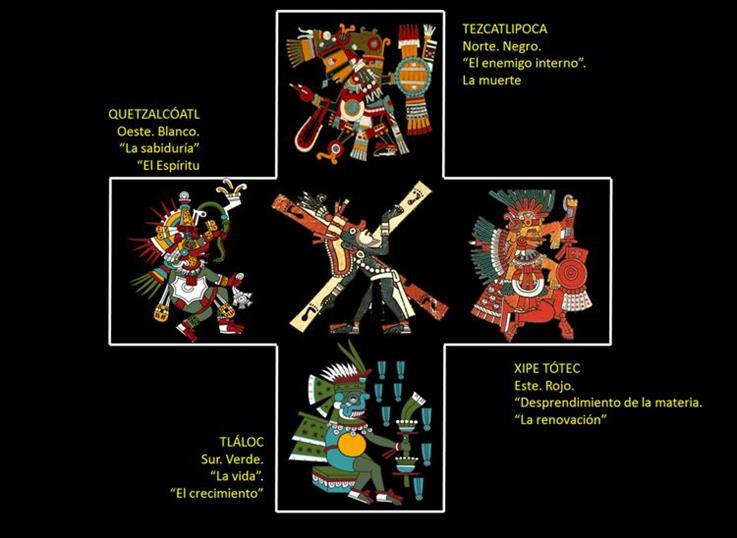 TEZCATLIPOCA
Norte. Negro.
“El enemigo interno”.
La muerte
QUETZALCÓATL
Oeste. Blanco.
“La sabiduría”
“El Espíritu
XIPE TÓTEC
Este. Rojo.
“Desprendimiento de la materia.
“La renovación”
TLÁLOC
Sur. Verde.
“La vida”.
“El crecimiento”